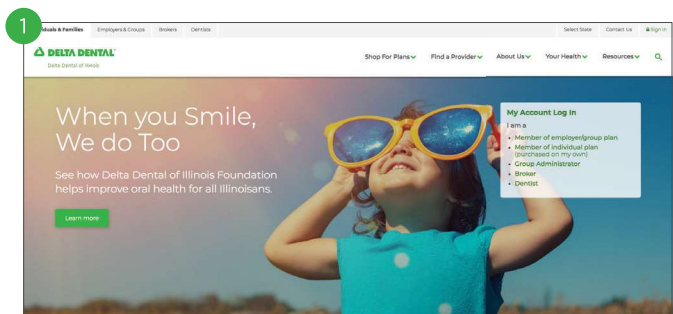 1
Employers & Groups Brokers Dentists Select State Contact Us Sign In
DELTA DENTAL®
Delta Dental of Illinois
Shop For Plans Find a Provider About Us Your Health Resources
When you Smile,
We do Too
See how Delta Dental of Illinois Foundation
helps improve oral health for all Illinoisans.
Learn more
My Account Log In
I am a
• Member of employer/group plan
• Member of individual plan
(purchased on my own)
• Group Administrator
• Broker
• Dentist